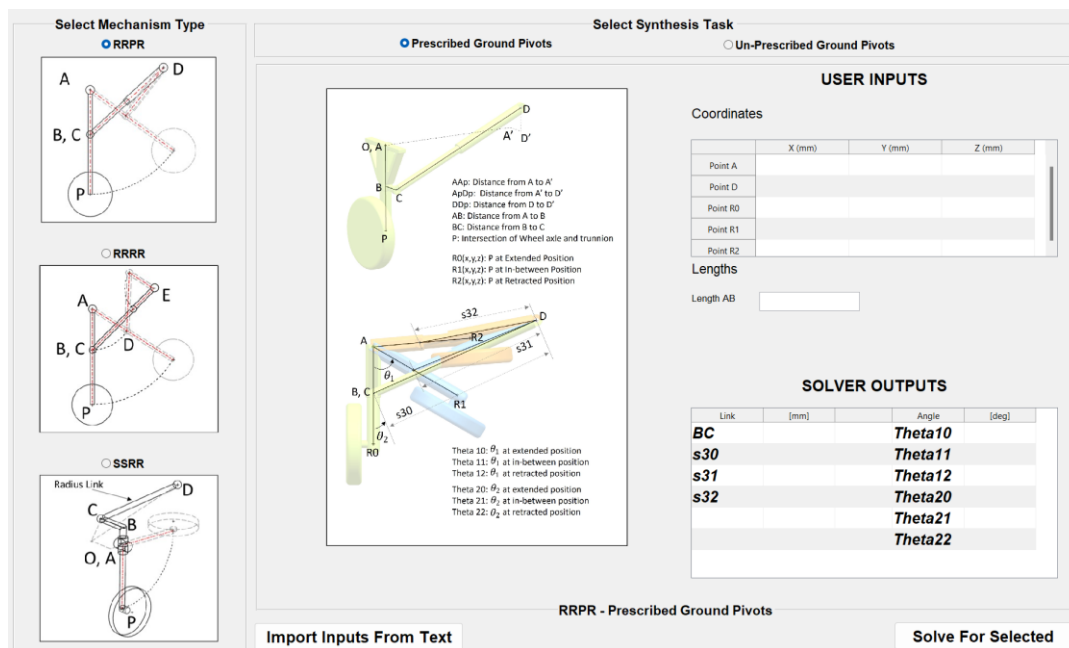 Select Mechanism Type
RRPR
A
D
B, C
P
RRRR
A
E
B, C
D
P
SSRR
Radius Link
D
C
B
O, A
P
Select Synthesis Task
Prescribed Ground Pivots
Un-Prescribed Ground Pivots
D
A’
D’
O, A
B
C
P
AAp: Distance from A to A’
ApDp: Distance from A’ to D’
DDp: Distance from D to D’
AB: Distance from A to B
BC: Distance from B to C
P: Intersection of Wheel axle and trunnion
R0(x,y,z): P at Extended Position
R1(x,y,z): P at In-between Position
R2(x,y,z): P at Retracted Position
s32
D
A
R2
s31
θ1
B, C
s30
R1
θ2
R0
Theta 10: θ1 at extended position
Theta 11: θ1 at in-between position
Theta 12: θ1 at retracted position
Theta 20: θ2 at extended position
Theta 21: θ2 at in-between position
Theta 22: θ2 at retracted position
USER INPUTS
Coordinates
X (mm) Y (mm) Z (mm)
Point A
Point D
Point R0
Point R1
Point R2
Lengths
Length AB
SOLVER OUTPUTS
Link [mm] Angle [deg]
BC Theta10
s30 Theta11
s31 Theta12
s32 Theta20
Theta21
Theta22
RRPR - Prescribed Ground Pivots
Import Inputs From Text
Solve For Selected